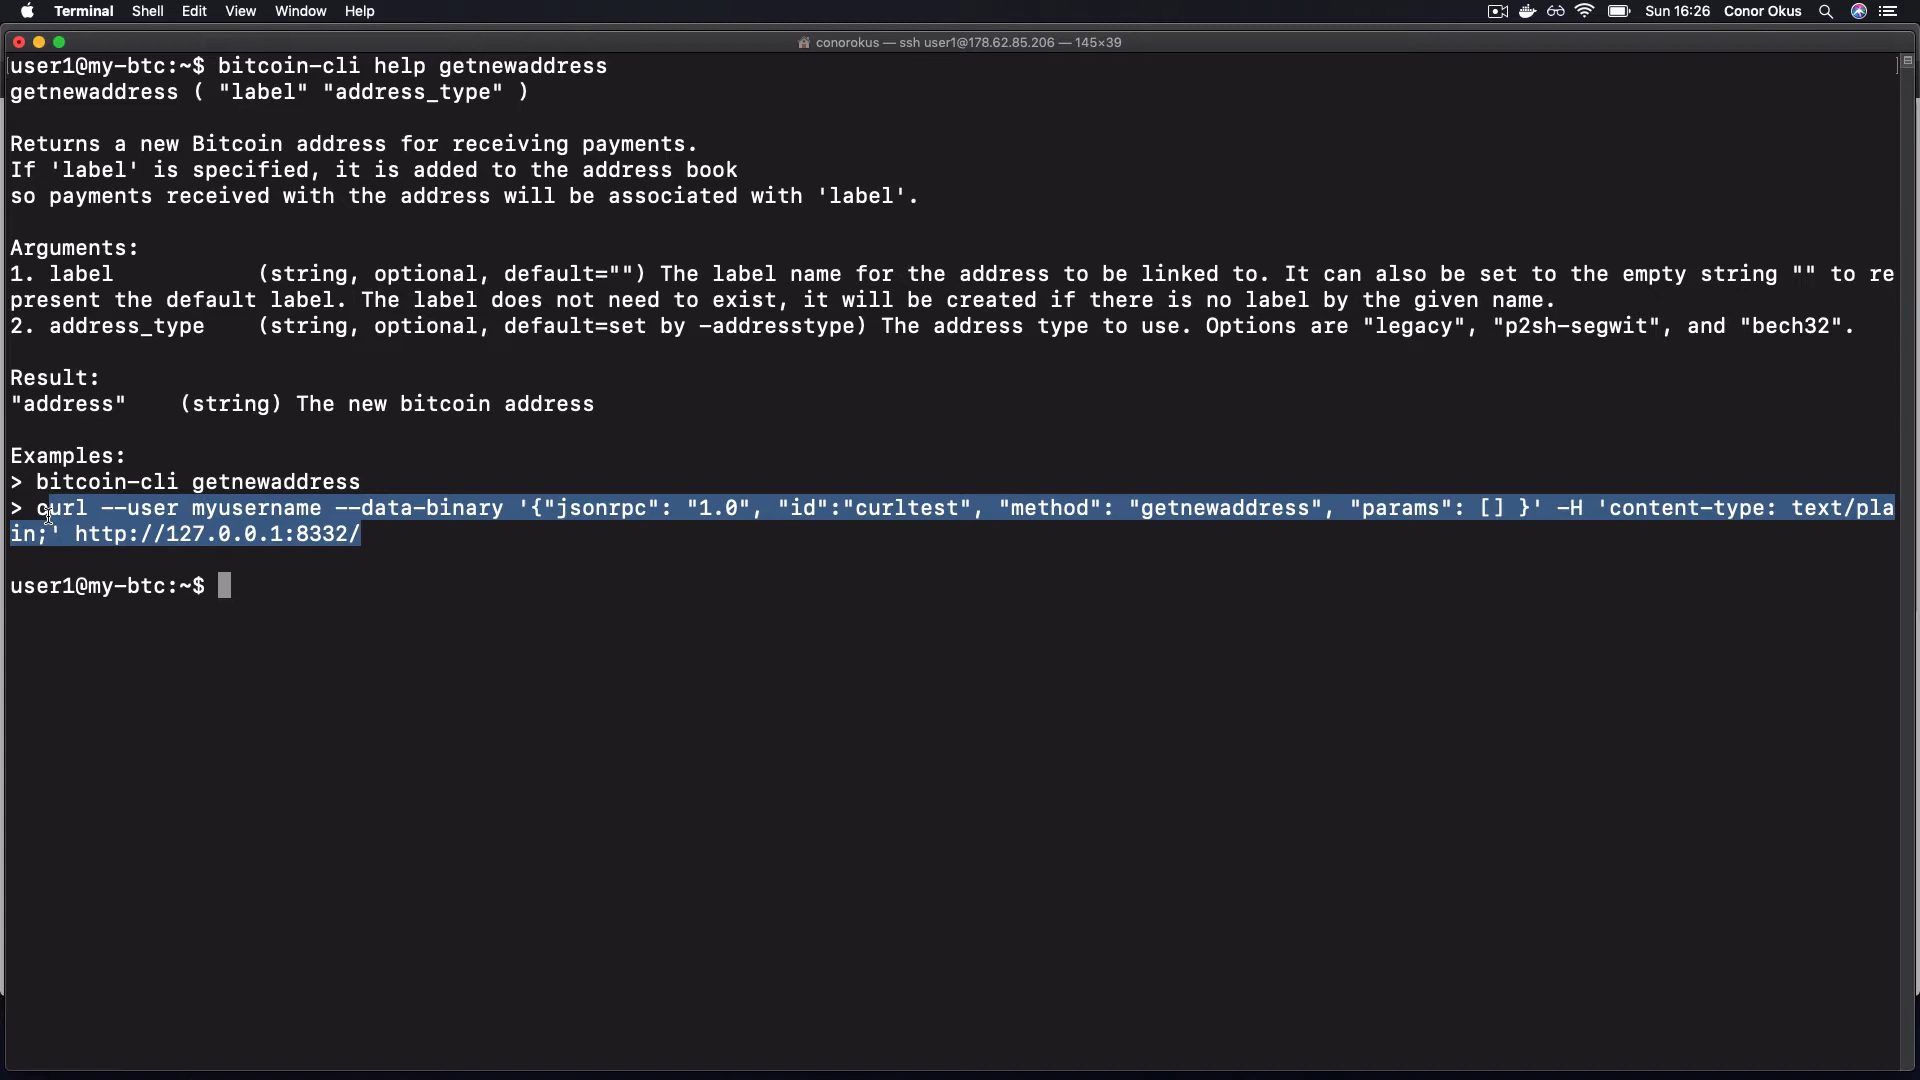 Terminal Shell Edit View Window Help Sun 16:26 Conor Okus
conorokus — ssh user1@178.62.85.206 — 145×39
user1@my-btc:~$ bitcoin-cli help getnewaddress
getnewaddress ( "label" "address_type" )
Returns a new Bitcoin address for receiving payments.
If 'label' is specified, it is added to the address book
so payments received with the address will be associated with 'label'.
Arguments:
1. label (string, optional, default="") The label name for the address to be linked to. It can also be set to the empty string "" to re
present the default label. The label does not need to exist, it will be created if there is no label by the given name.
2. address_type (string, optional, default=set by -addresstype) The address type to use. Options are "legacy", "p2sh-segwit", and "bech32".
Result:
"address" (string) The new bitcoin address
Examples:
> bitcoin-cli getnewaddress
> curl --user myusername --data-binary '{"jsonrpc": "1.0", "id":"curltest", "method": "getnewaddress", "params": [] }' -H 'content-type: text/pla
in;' http://127.0.0.1:8332/
user1@my-btc:~$